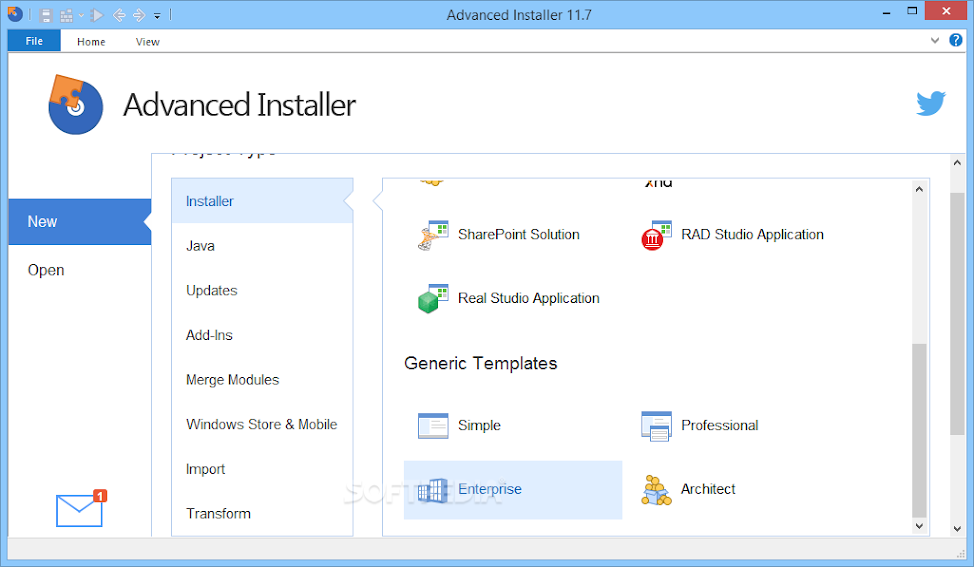 Advanced Installer 11.7
File Home View
Advanced Installer
New
Open
1
Project Type
Installer
Java
Updates
Add-Ins
Merge Modules
Windows Store & Mobile
Import
Transform
SharePoint Solution
RAD Studio Application
Real Studio Application
Generic Templates
Simple
Professional
Enterprise
Architect
SOFTPEDIA